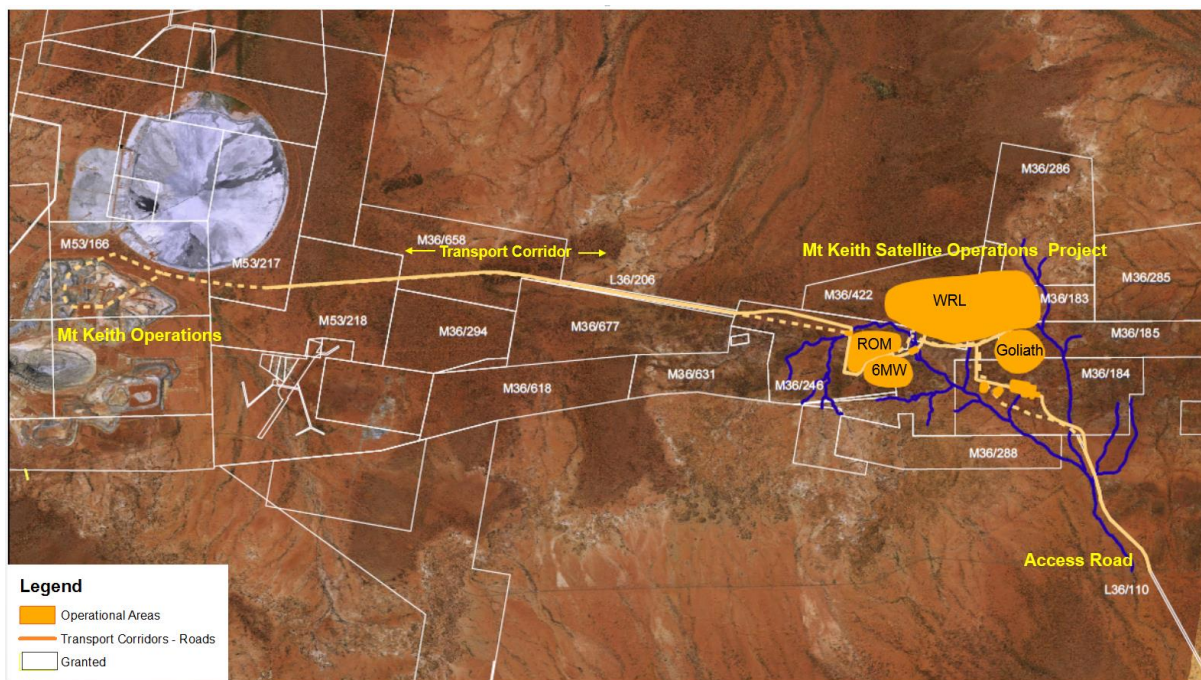 M36/286
M53/166
M36/658
Transport Corridor
Mt Keith Satellite Operations Project
M53/217
L36/206
M36/285
M36/422
WRL
M36/183
Mt Keith Operations
M53/218
M36/294
M36/677
ROM
Goliath
M36/185
6MW
M36/618
M36/631
M36/246
M36/184
M36/288
Access Road
L36/110
Legend
Operational Areas
Transport Corridors - Roads
Granted